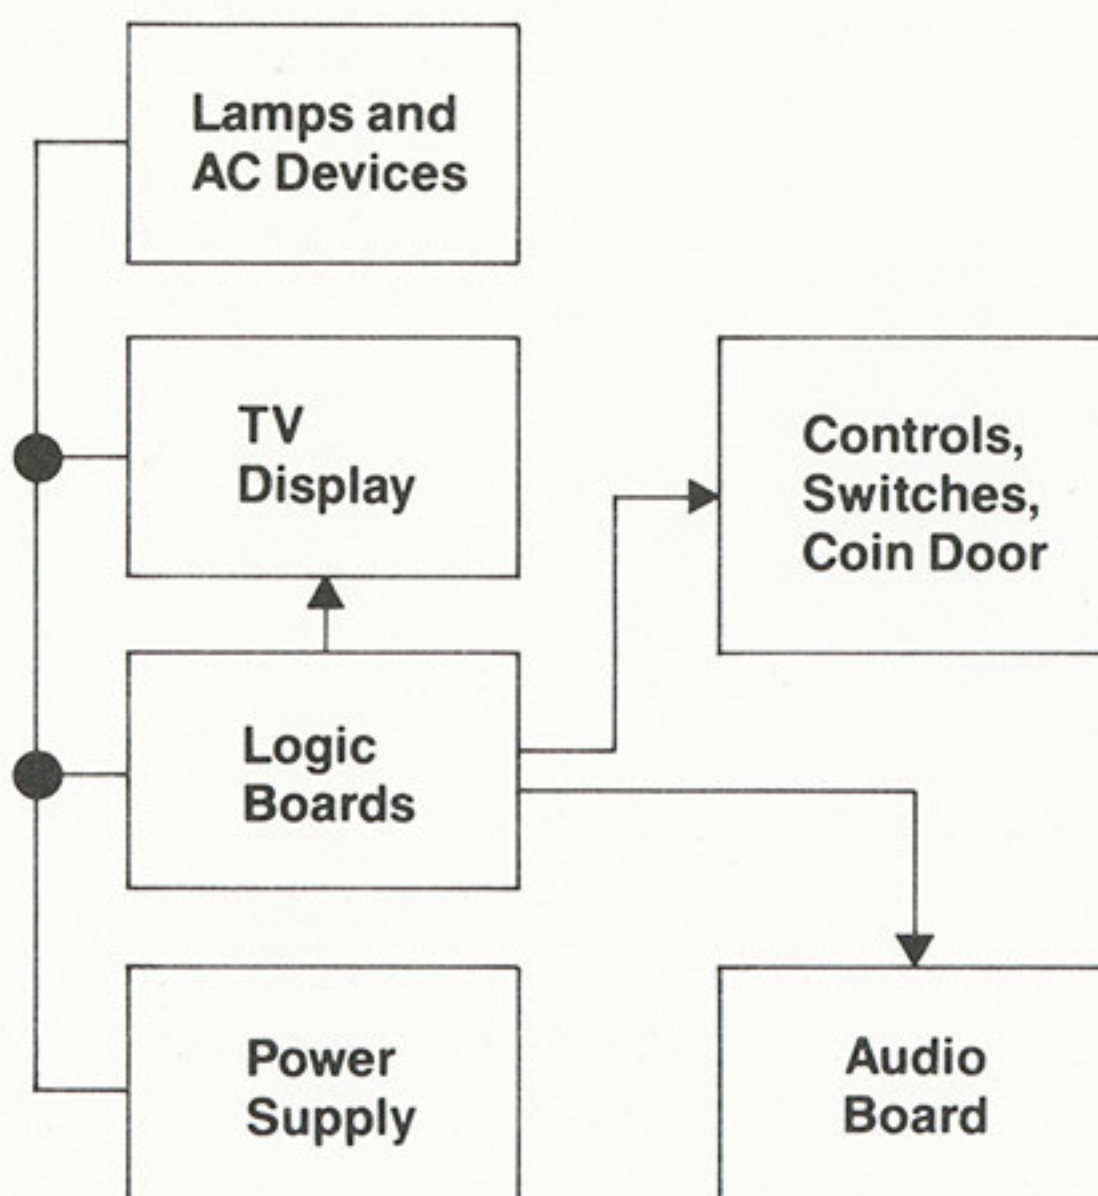 Lamps and
AC Devices
TV
Display
Controls,
Switches,
Coin Door
Logic
Boards
Power
Supply
Audio
Board